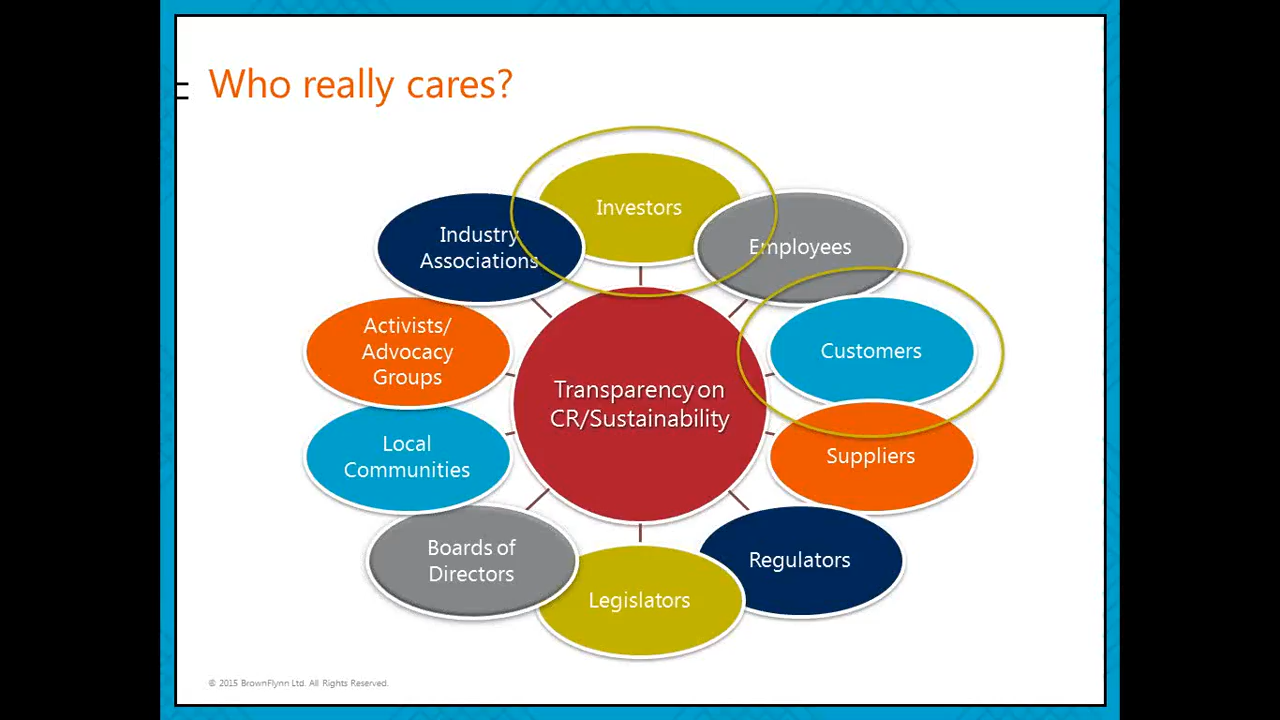 Who really cares?
Investors
Employees
Customers
Suppliers
Regulators
Legislators
Boards of
Directors
Local
Communities
Activists/
Advocacy
Groups
Industry
Associations
Transparency on
CR/Sustainability
© 2015 BrownFlynn Ltd. All Rights Reserved.